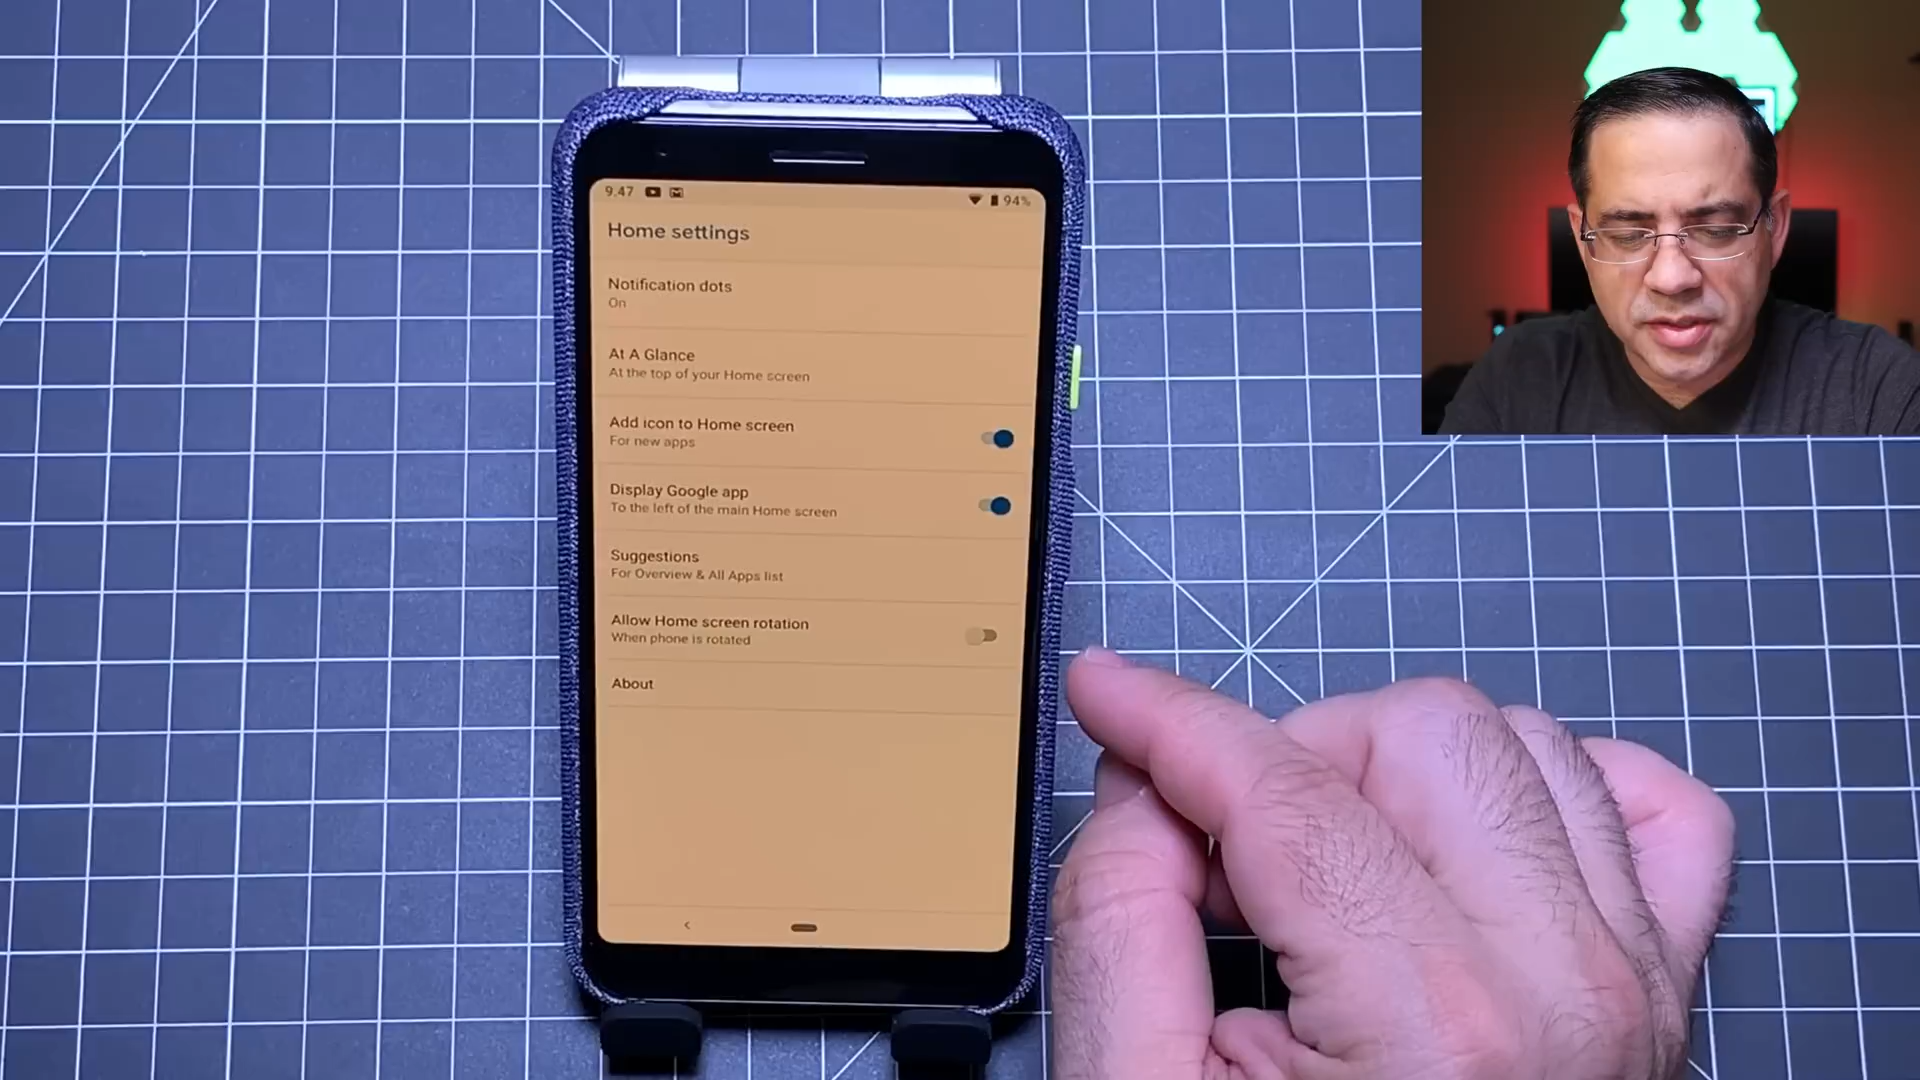 9.47
94%
Home settings
Notification dots
On
At A Glance
At the top of your Home screen
Add icon to Home screen
For new apps
Display Google app
To the left of the main Home screen
Suggestions
For Overview & All Apps list
Allow Home screen rotation
When phone is rotated
About